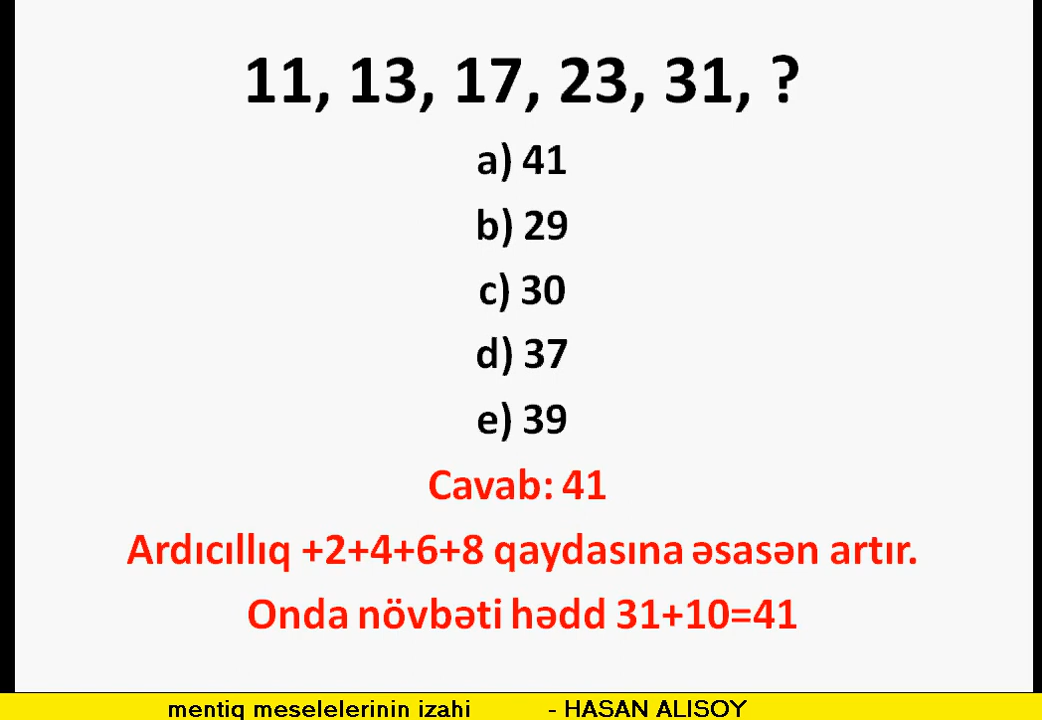 11, 13, 17, 23, 31, ?
a) 41
b) 29
c) 30
d) 37
e) 39
Cavab: 41
Ardıcıllıq +2+4+6+8 qaydasına əsasən artır.
Onda növbəti hədd 31+10=41
mentiq meselelerinin izahi - HASAN ALISOY